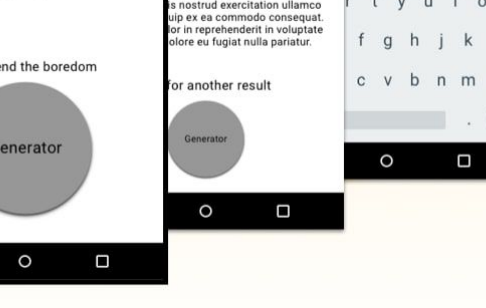 end the boredom
enerator
is nostrud exercitation ullamco
uip ex ea commodo consequat.
lor in reprehenderit in voluptate
olore eu fugiat nulla pariatur.
for another result
Generator
r t y u i o
f g h j k
c v b n m
.